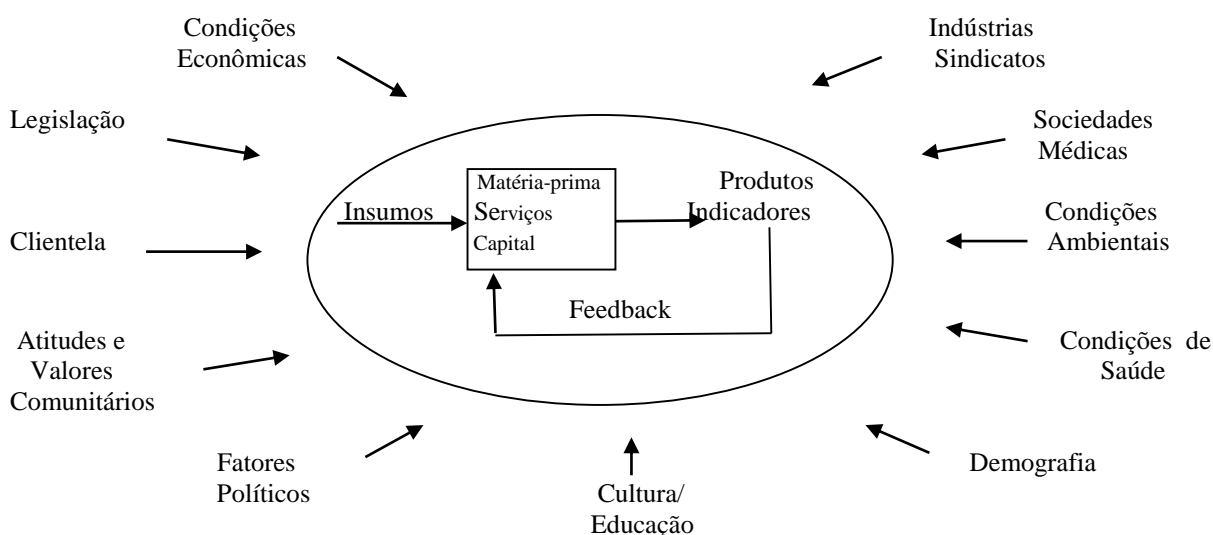 Condições
Econômicas
Indústrias
Sindicatos
Legislação
Sociedades
Médicas
Matéria-prima
Serviços
Capital
Insumos
Produtos
Indicadores
Clientela
Condições
Ambientais
Feedback
Atitudes e
Valores
Comunitários
Condições de
Saúde
Fatores
Políticos
Cultura/
Educação
Demografia